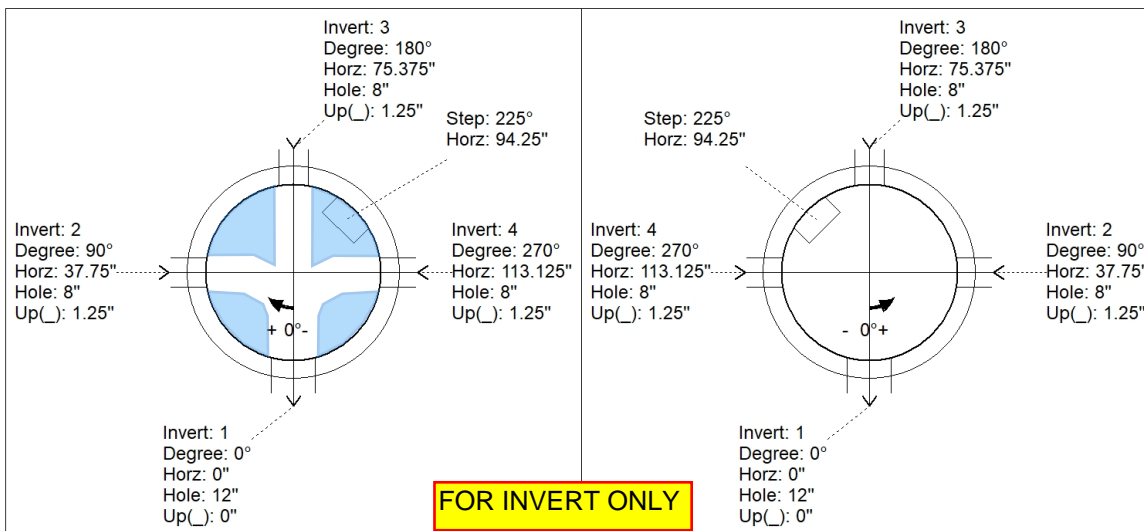 Invert: 3
Degree: 180°
Horz: 75.375"
Hole: 8"
Up(_): 1.25"
Step: 225°
Horz: 94.25"
Invert: 2
Degree: 90°
Horz: 37.75"
Hole: 8"
Up(_): 1.25"
Invert: 4
Degree: 270°
Horz: 113.125"
Hole: 8"
Up(_): 1.25"
+ 0°-
Invert: 1
Degree: 0°
Horz: 0"
Hole: 12"
Up(_): 0"
Invert: 3
Degree: 180°
Horz: 75.375"
Hole: 8"
Up(_): 1.25"
Step: 225°
Horz: 94.25"
Invert: 4
Degree: 270°
Horz: 113.125"
Hole: 8"
Up(_): 1.25"
Invert: 2
Degree: 90°
Horz: 37.75"
Hole: 8"
Up(_): 1.25"
- 0°+
Invert: 1
Degree: 0°
Horz: 0"
Hole: 12"
Up(_): 0"
FOR INVERT ONLY